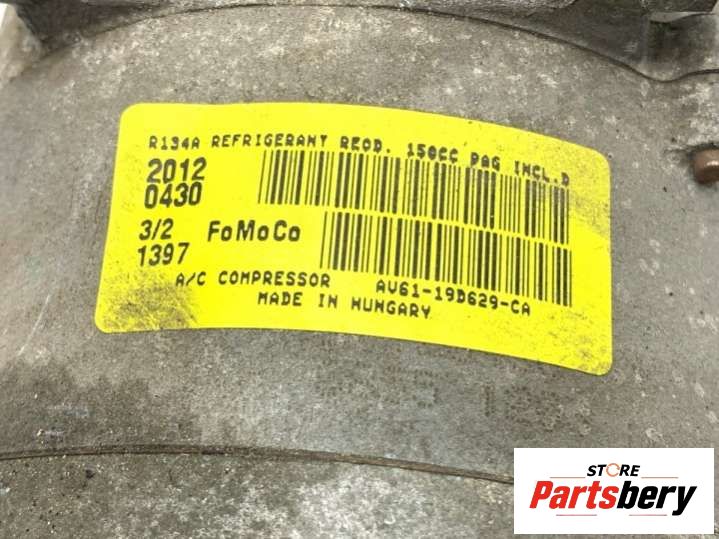 R134A REFRIGERANT REQD. 150CC PAG INCL.D
2012
0430
3/2 FoMoCo
1397
A/C COMPRESSOR AV61-19D629-CA
MADE IN HUNGARY
STORE
Partsbery